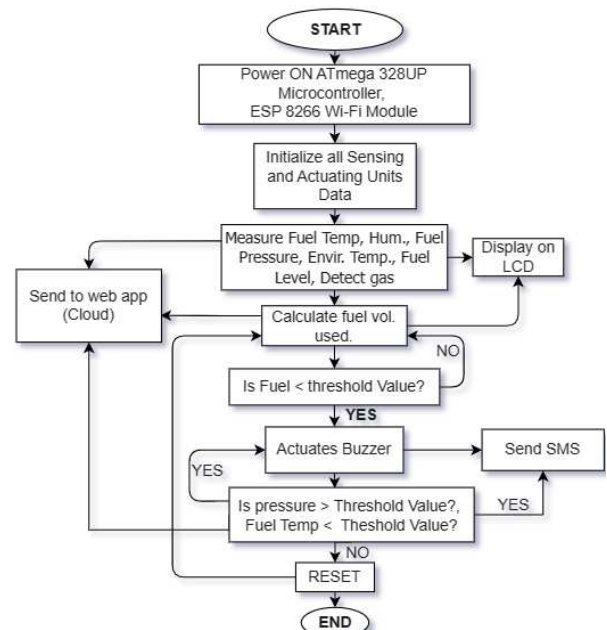 START
Power ON ATmega 328UP
Microcontroller,
ESP 8266 Wi-Fi Module
Initialize all Sensing
and Actuating Units
Data
Measure Fuel Temp, Hum., Fuel
Pressure, Envir. Temp., Fuel
Level, Detect gas
Display on
LCD
Send to web app
(Cloud)
Calculate fuel vol.
used.
NO
Is Fuel < threshold Value?
YES
Actuates Buzzer
Send SMS
YES
Is pressure > Threshold Value?,
Fuel Temp < Theshold Value?
YES
NO
RESET
END